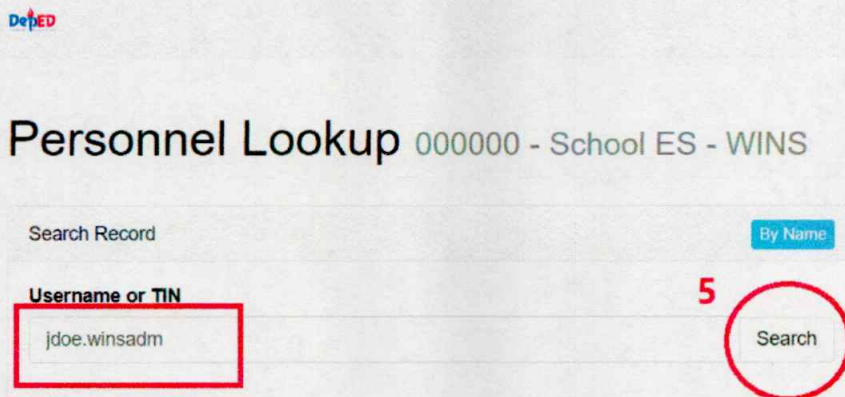 DepED
Personnel Lookup 000000 - School ES - WINS
Search Record By Name
Username or TIN 5
jdoe.winsadm Search